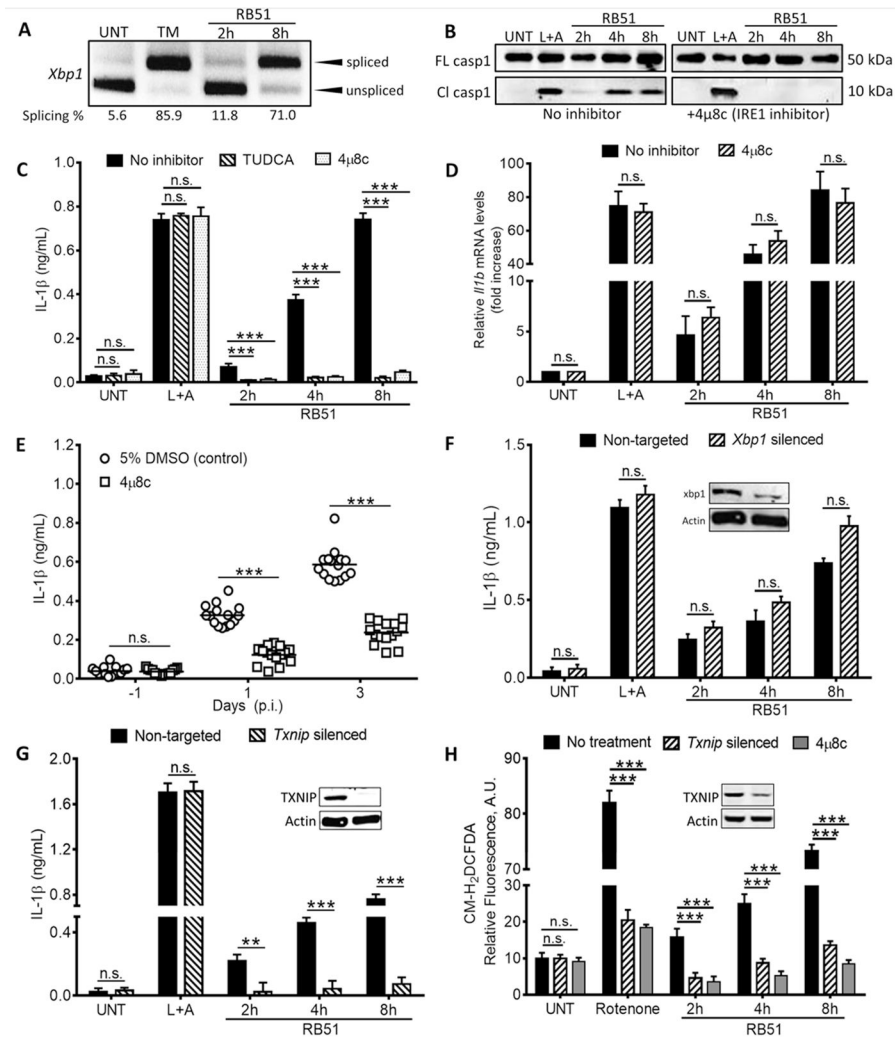 A
RB51
UNT TM 2h 8h
Xbp1
spliced
unspliced
Splicing % 5.6 85.9 11.8 71.0
B
RB51 RB51
UNT L+A 2h 4h 8h UNT L+A 2h 4h 8h
FL casp1 50 kDa
Cl casp1 10 kDa
No inhibitor +4μ8c (IRE1 inhibitor)
C
No inhibitor TUDCA 4μ8c
IL-1β (ng/mL)
1.0
0.8
0.6
0.4
0.2
0.0
n.s.
n.s.
n.s.
n.s.
***
***
***
***
***
***
UNT L+A 2h 4h 8h
RB51
D
No inhibitor 4μ8c
Relative Il1b mRNA levels
(fold increase)
100
80
60
40
10
5
0
n.s.
n.s.
n.s.
n.s.
n.s.
UNT L+A 2h 4h 8h
RB51
E
5% DMSO (control)
4μ8c
IL-1β (ng/mL)
1.2
1.0
0.8
0.6
0.4
0.2
0.0
n.s.
***
***
-1 1 3
Days (p.i.)
F
Non-targeted Xbp1 silenced
IL-1β (ng/mL)
1.5
1.0
0.5
0.0
xbp1
Actin
n.s.
n.s.
n.s.
n.s.
n.s.
UNT L+A 2h 4h 8h
RB51
G
Non-targeted Txnip silenced
IL-1β (ng/mL)
2.0
1.6
1.2
0.8
0.4
0.0
TXNIP
Actin
n.s.
n.s.
**
***
***
UNT L+A 2h 4h 8h
RB51
H
No treatment Txnip silenced 4μ8c
CM-H₂DCFDA
Relative Fluorescence, A.U.
90
80
70
30
20
10
0
TXNIP
Actin
n.s.
n.s.
***
***
***
***
***
***
***
***
UNT Rotenone 2h 4h 8h
RB51